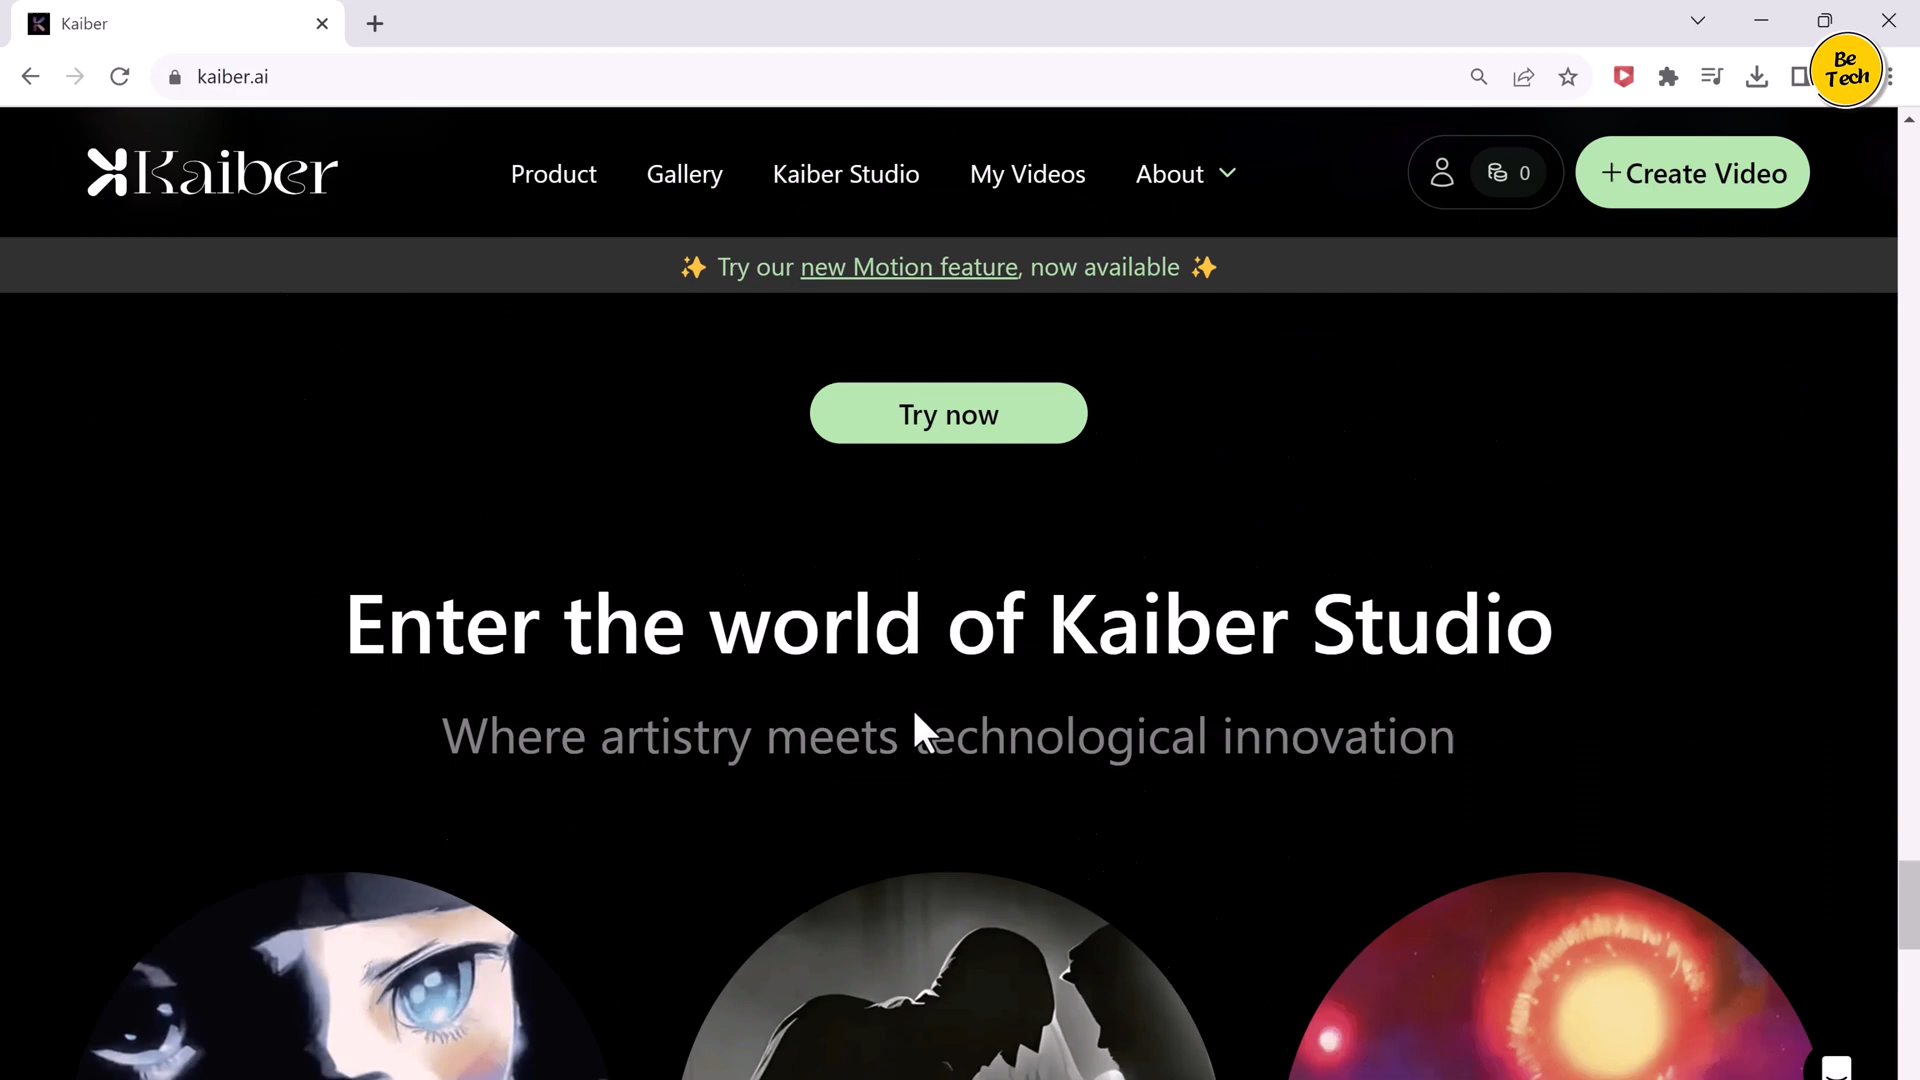 Kaiber
kaiber.ai
Be
Tech
Kaiber
Product
Gallery
Kaiber Studio
My Videos
About
0
+Create Video
✨ Try our new Motion feature, now available ✨
Try now
Enter the world of Kaiber Studio
Where artistry meets technological innovation